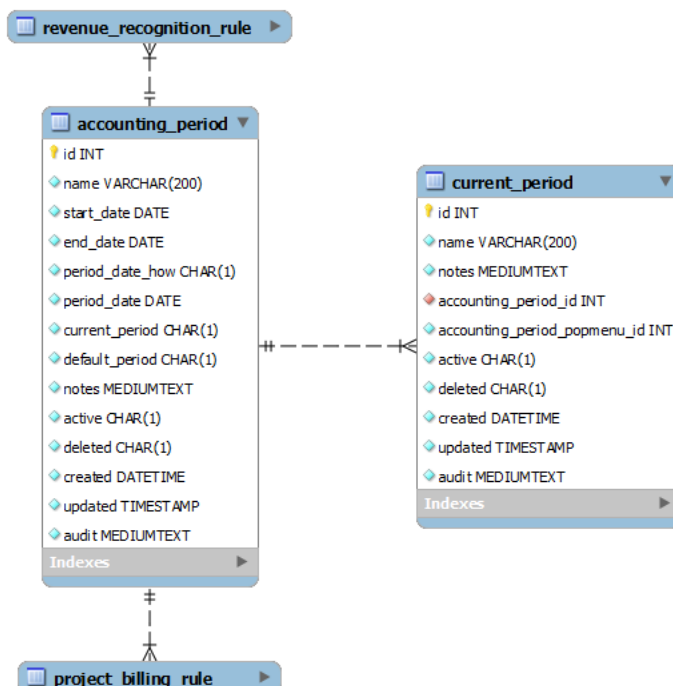 revenue_recognition_rule
accounting_period
id INT
name VARCHAR(200)
start_date DATE
end_date DATE
period_date_how CHAR(1)
period_date DATE
current_period CHAR(1)
default_period CHAR(1)
notes MEDIUMTEXT
active CHAR(1)
deleted CHAR(1)
created DATETIME
updated TIMESTAMP
audit MEDIUMTEXT
Indexes
current_period
id INT
name VARCHAR(200)
notes MEDIUMTEXT
accounting_period_id INT
accounting_period_popmenu_id INT
active CHAR(1)
deleted CHAR(1)
created DATETIME
updated TIMESTAMP
audit MEDIUMTEXT
Indexes
project_billing_rule